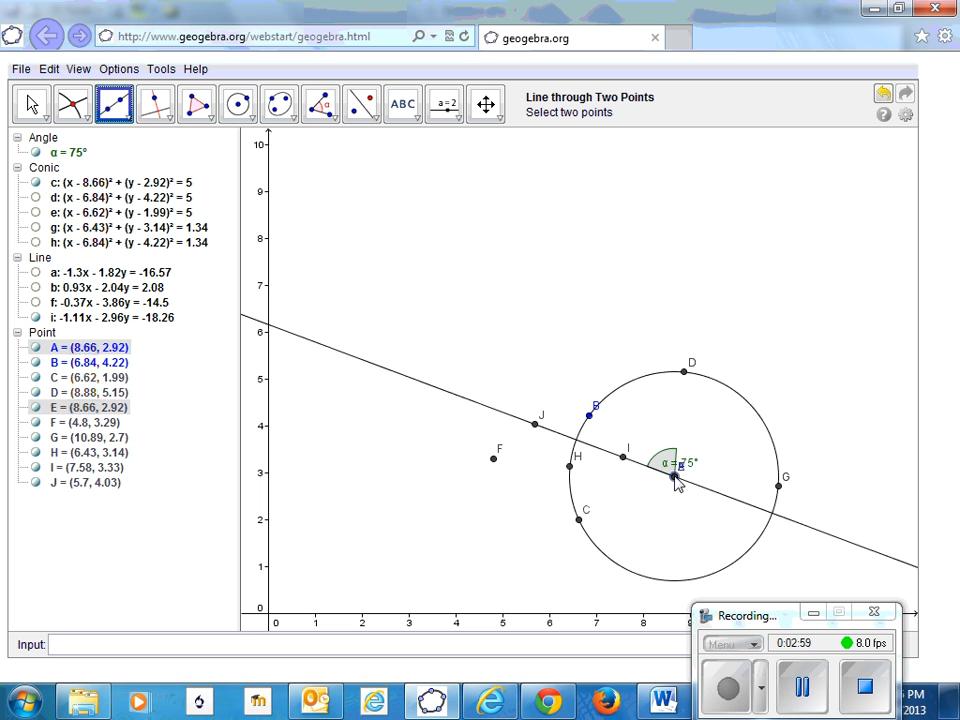 http://www.geogebra.org/webstart/geogebra.html
geogebra.org
File Edit View Options Tools Help
ABC
a=2
Line through Two Points
Select two points
Angle
α = 75°
Conic
c: (x - 8.66)² + (y - 2.92)² = 5
d: (x - 6.84)² + (y - 4.22)² = 5
e: (x - 6.62)² + (y - 1.99)² = 5
g: (x - 6.43)² + (y - 3.14)² = 1.34
h: (x - 6.84)² + (y - 4.22)² = 1.34
Line
a: -1.3x - 1.82y = -16.57
b: 0.93x - 2.04y = 2.08
f: -0.37x - 3.86y = -14.5
i: -1.11x - 2.96y = -18.26
Point
A = (8.66, 2.92)
B = (6.84, 4.22)
C = (6.62, 1.99)
D = (8.88, 5.15)
E = (8.66, 2.92)
F = (4.8, 3.29)
G = (10.89, 2.7)
H = (6.43, 3.14)
I = (7.58, 3.33)
J = (5.7, 4.03)
10
9
8
7
6
5
4
3
2
1
0
0 1 2 3 4 5 6 7 8
D
B
J
I
F
H
α = 75°
G
C
Input:
Recording...
Menu
0:02:59
8.0 fps
PM
2013